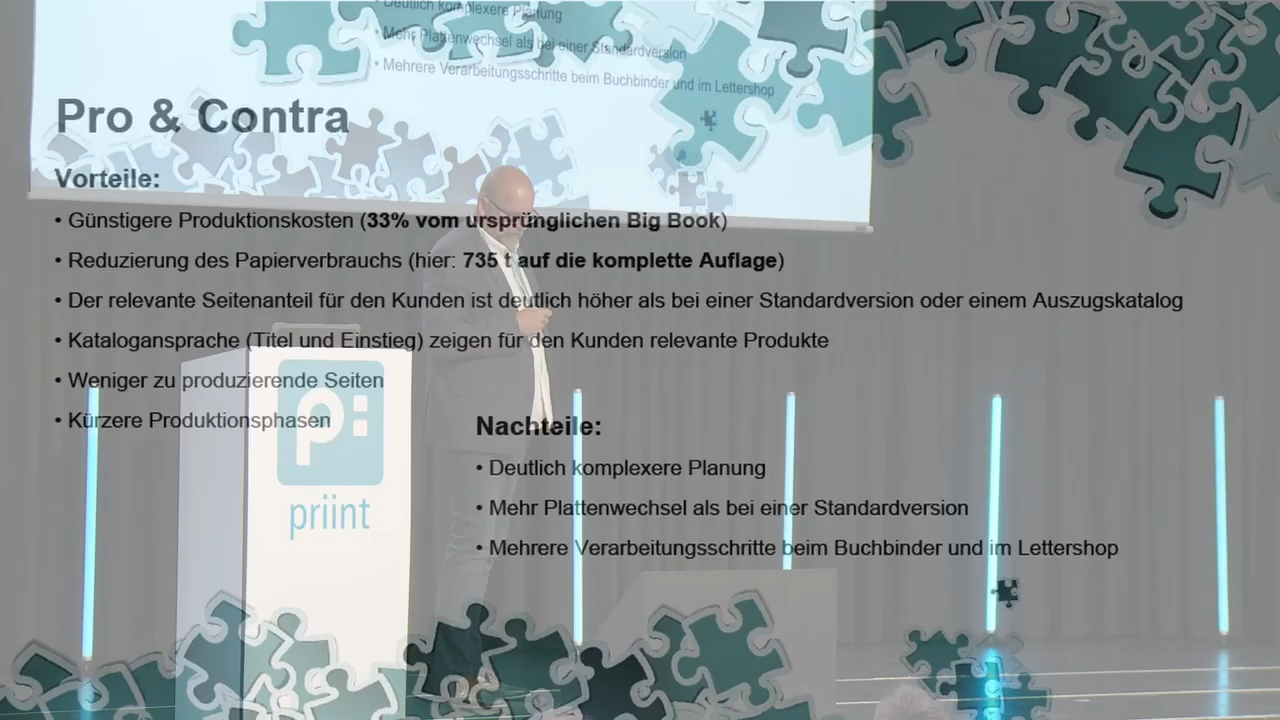 • Deutlich komplexere Planung
• Mehr Plattenwechsel als bei einer Standardversion
• Mehrere Verarbeitungsschritte beim Buchbinder und im Lettershop
Pro & Contra
Vorteile:
• Günstigere Produktionskosten (33% vom ursprünglichen Big Book)
• Reduzierung des Papierverbrauchs (hier: 735 t auf die komplette Auflage)
• Der relevante Seitenanteil für den Kunden ist deutlich höher als bei einer Standardversion oder einem Auszugskatalog
• Katalogansprache (Titel und Einstieg) zeigen für den Kunden relevante Produkte
• Weniger zu produzierende Seiten
• Kürzere Produktionsphasen
p:
priint
Nachteile:
• Deutlich komplexere Planung
• Mehr Plattenwechsel als bei einer Standardversion
• Mehrere Verarbeitungsschritte beim Buchbinder und im Lettershop